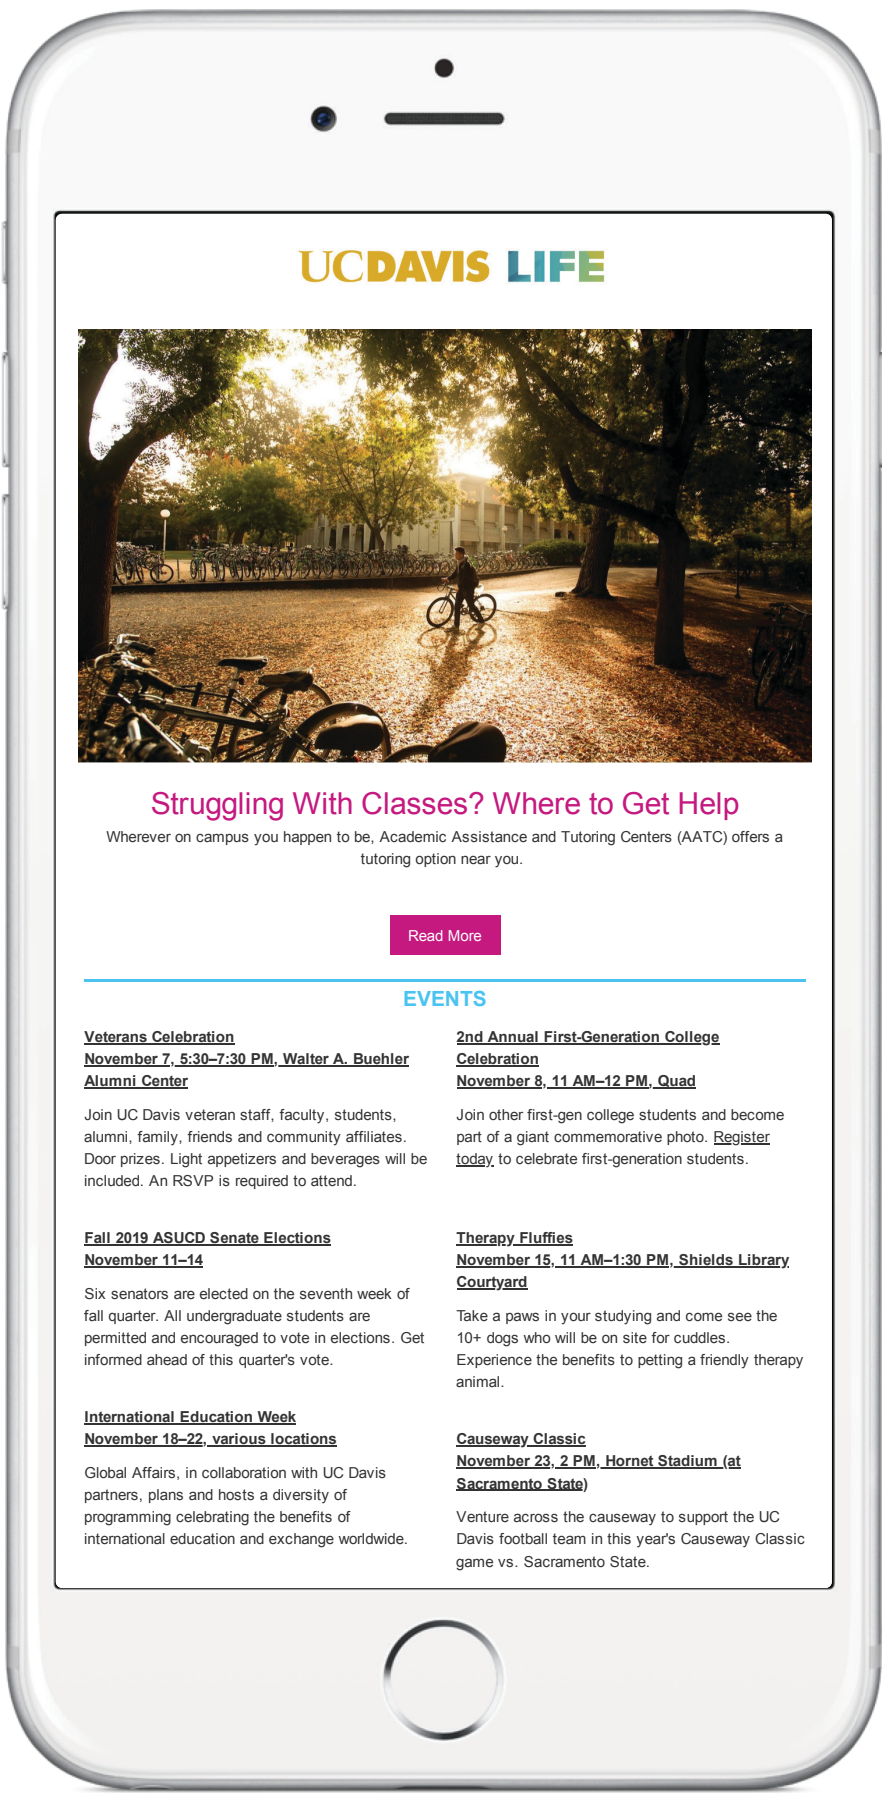 UCDAVIS LIFE
Struggling With Classes? Where to Get Help
Wherever on campus you happen to be, Academic Assistance and Tutoring Centers (AATC) offers a
tutoring option near you.
Read More
EVENTS
Veterans Celebration
November 7, 5:30–7:30 PM, Walter A. Buehler
Alumni Center
Join UC Davis veteran staff, faculty, students,
alumni, family, friends and community affiliates.
Door prizes. Light appetizers and beverages will be
included. An RSVP is required to attend.
2nd Annual First-Generation College
Celebration
November 8, 11 AM–12 PM, Quad
Join other first-gen college students and become
part of a giant commemorative photo. Register
today to celebrate first-generation students.
Fall 2019 ASUCD Senate Elections
November 11–14
Six senators are elected on the seventh week of
fall quarter. All undergraduate students are
permitted and encouraged to vote in elections. Get
informed ahead of this quarter's vote.
Therapy Fluffies
November 15, 11 AM–1:30 PM, Shields Library
Courtyard
Take a paws in your studying and come see the
10+ dogs who will be on site for cuddles.
Experience the benefits to petting a friendly therapy
animal.
International Education Week
November 18–22, various locations
Global Affairs, in collaboration with UC Davis
partners, plans and hosts a diversity of
programming celebrating the benefits of
international education and exchange worldwide.
Causeway Classic
November 23, 2 PM, Hornet Stadium (at
Sacramento State)
Venture across the causeway to support the UC
Davis football team in this year's Causeway Classic
game vs. Sacramento State.